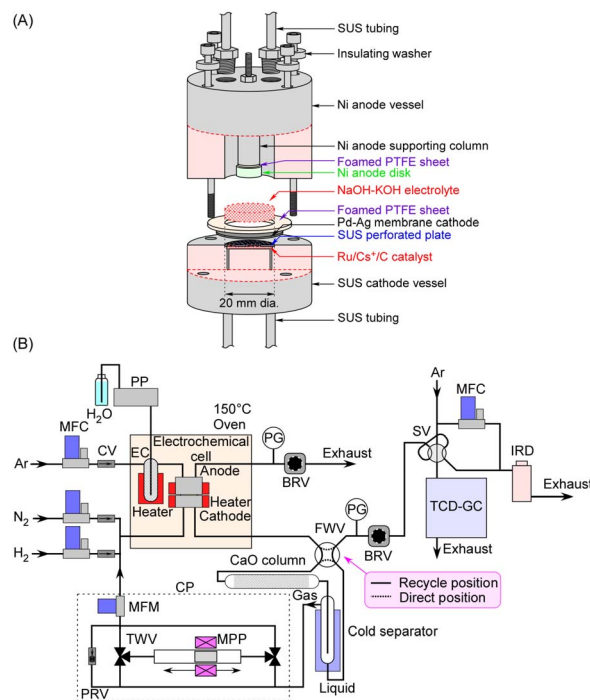 (A)
SUS tubing
Insulating washer
Ni anode vessel
Ni anode supporting column
Foamed PTFE sheet
Ni anode disk
NaOH-KOH electrolyte
Foamed PTFE sheet
Pd-Ag membrane cathode
SUS perforated plate
Ru/Cs⁺/C catalyst
20 mm dia.
SUS cathode vessel
SUS tubing
(B)
H₂O
PP
MFC
CV
Ar
EC
150°C
Oven
Electrochemical
cell
Anode
Heater
Heater
Cathode
PG
BRV
Exhaust
Ar
MFC
SV
IRD
TCD-GC
Exhaust
Exhaust
N₂
H₂
PG
FWV
BRV
CaO column
Recycle position
Direct position
Gas
Cold separator
Liquid
CP
MFM
TWV
MPP
PRV